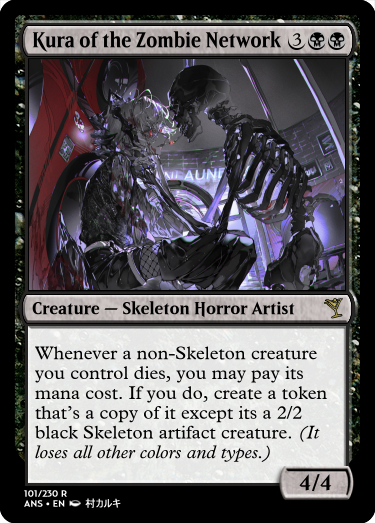 Kura of the Zombie Network 3
LAUN
Creature — Skeleton Horror Artist
Whenever a non-Skeleton creature
you control dies, you may pay its
mana cost. If you do, create a token
that's a copy of it except its a 2/2
black Skeleton artifact creature. (It
loses all other colors and types.)
4/4
101/230 R
ANS • EN 村カルキ